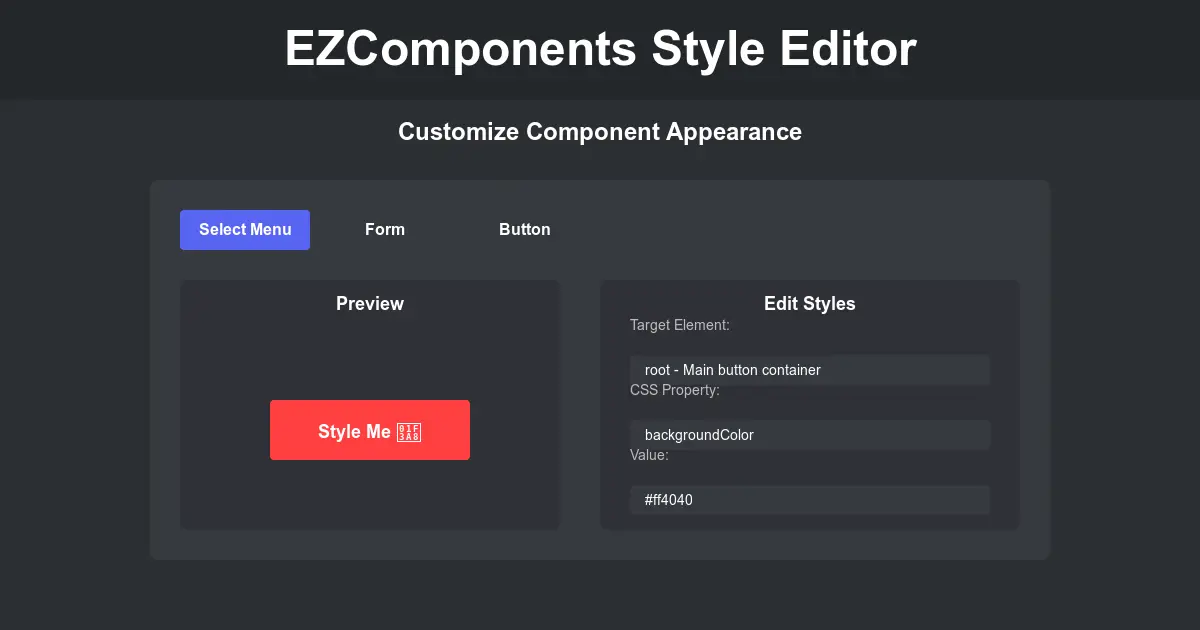 EZComponents Style Editor
Customize Component Appearance
Select Menu Form Button
Preview
Style Me
Edit Styles
Target Element:
root - Main button container
CSS Property:
backgroundColor
Value:
#ff4040